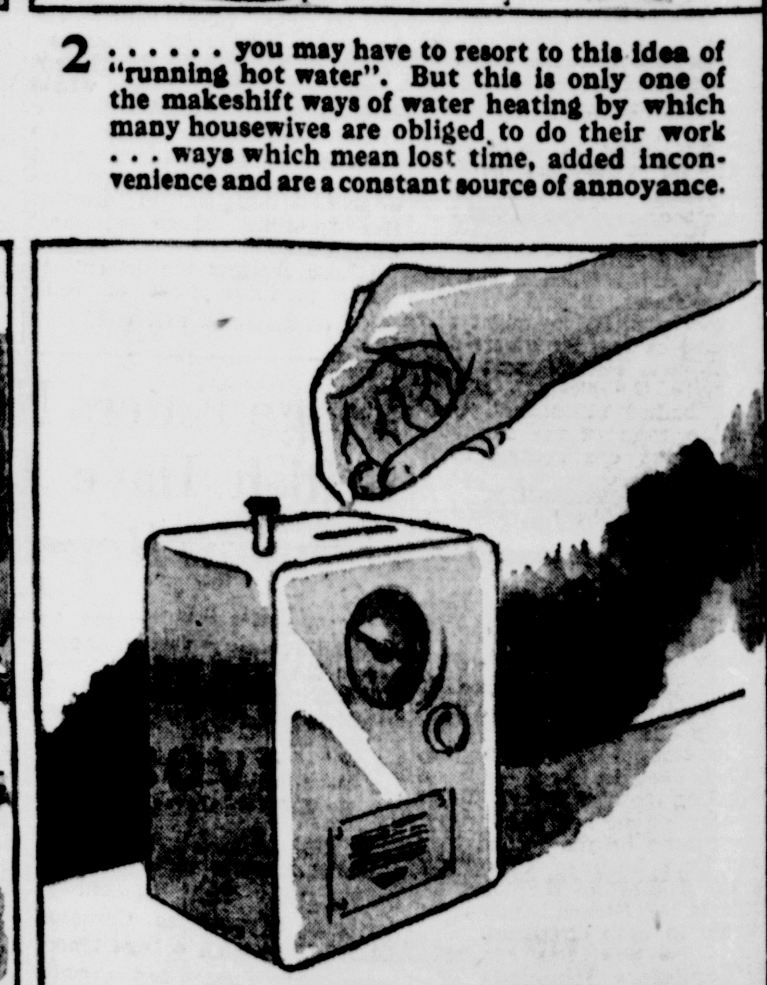 2 . . . . . . you may have to resort to this idea of
"running hot water". But this is only one of
the makeshift ways of water heating by which
many housewives are obliged to do their work
. . . ways which mean lost time, added incon-
venience and are a constant source of annoyance.